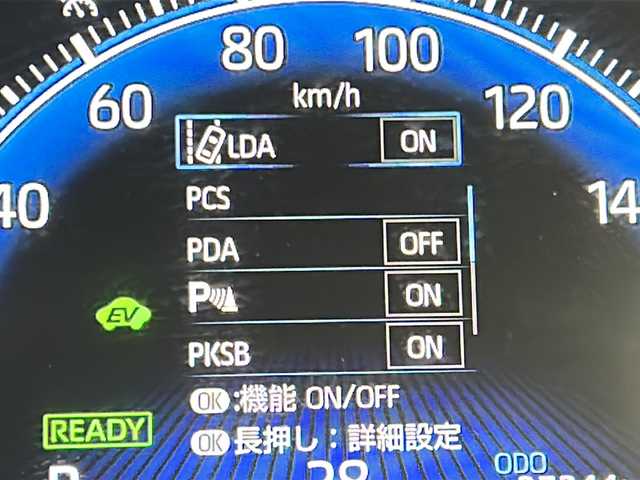 80 100
60 km/h 120
40 LDA ON 14
PCS
PDA OFF
P ON
EV
PKSB ON
OK:機能 ON/OFF
READY
OK長押し:詳細設定
ODO